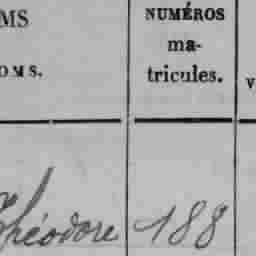 MS
OMS.
NUMÉROS
ma-
tricules.
V
Théodore 188